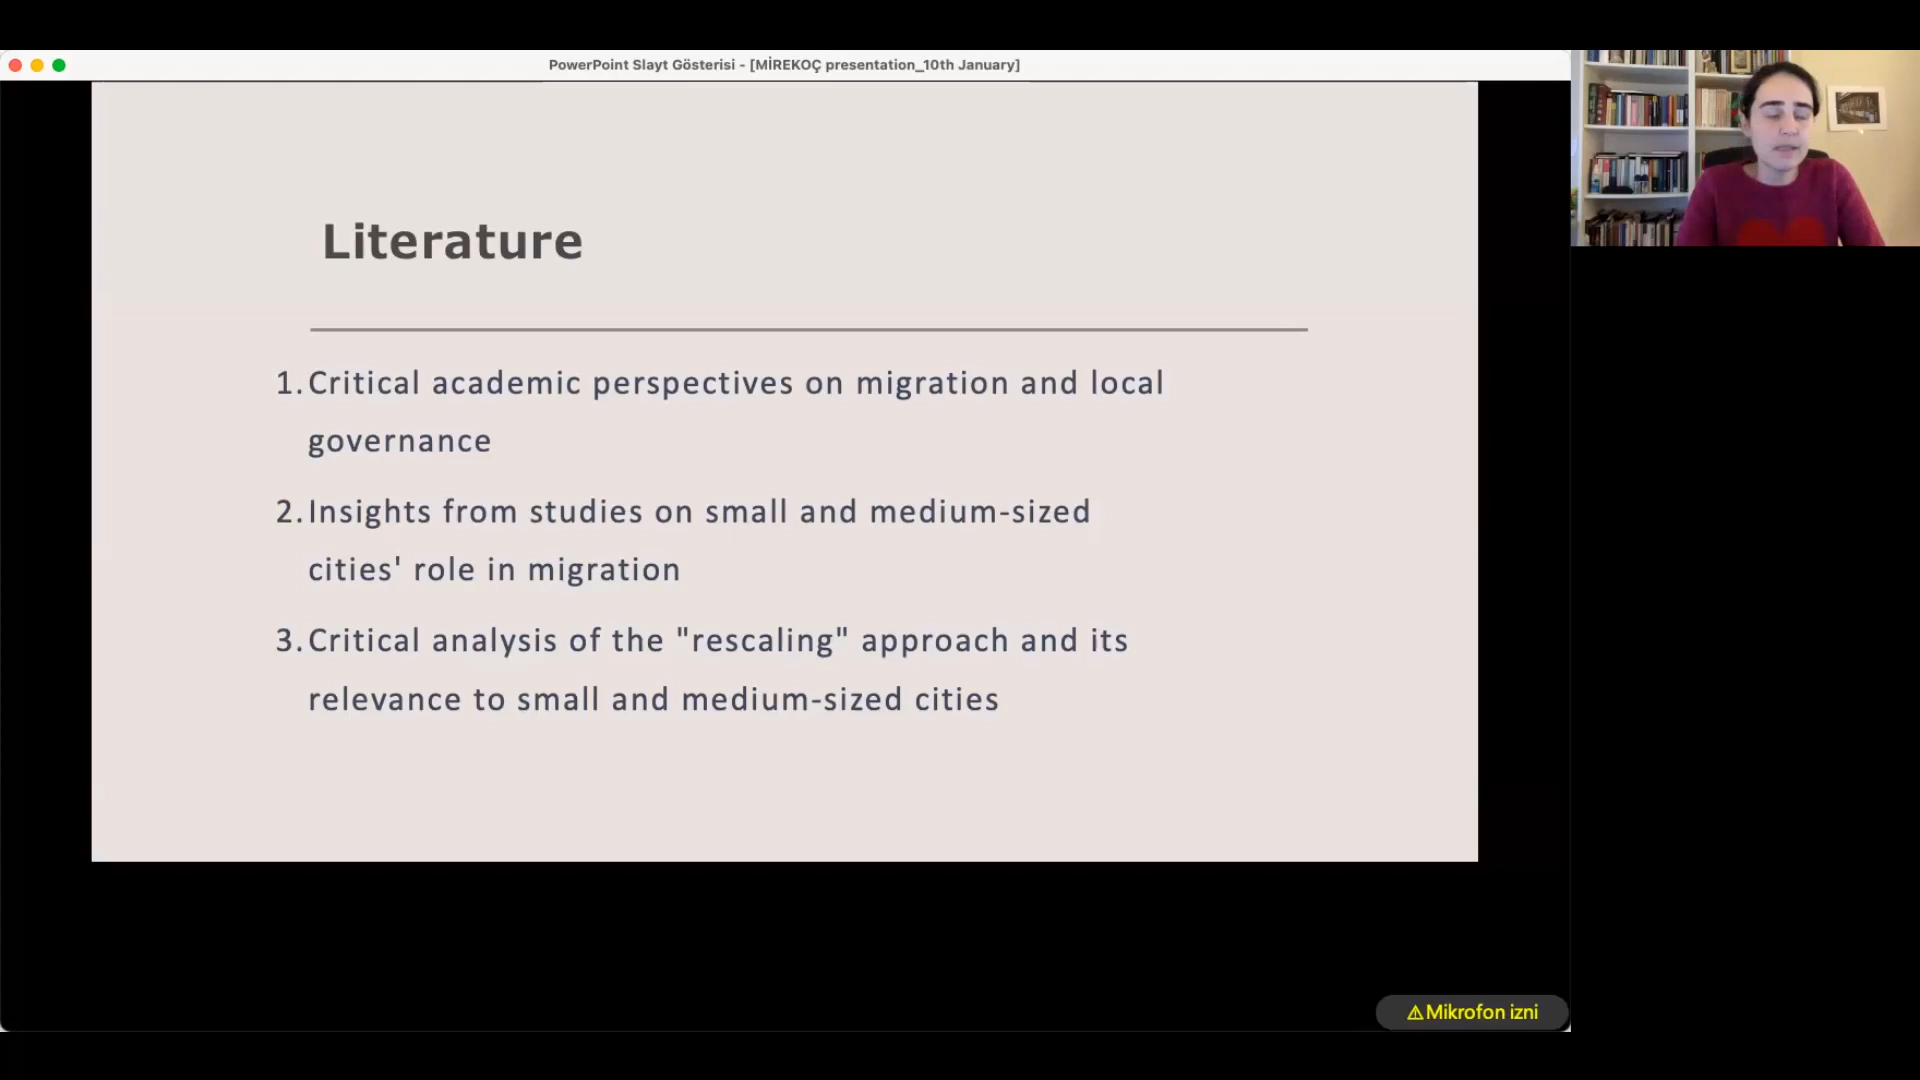 PowerPoint Slayt Gösterisi - [MİREKOÇ presentation_10th January]
Literature
1. Critical academic perspectives on migration and local
governance
2. Insights from studies on small and medium-sized
cities' role in migration
3. Critical analysis of the "rescaling" approach and its
relevance to small and medium-sized cities
⚠Mikrofon izni